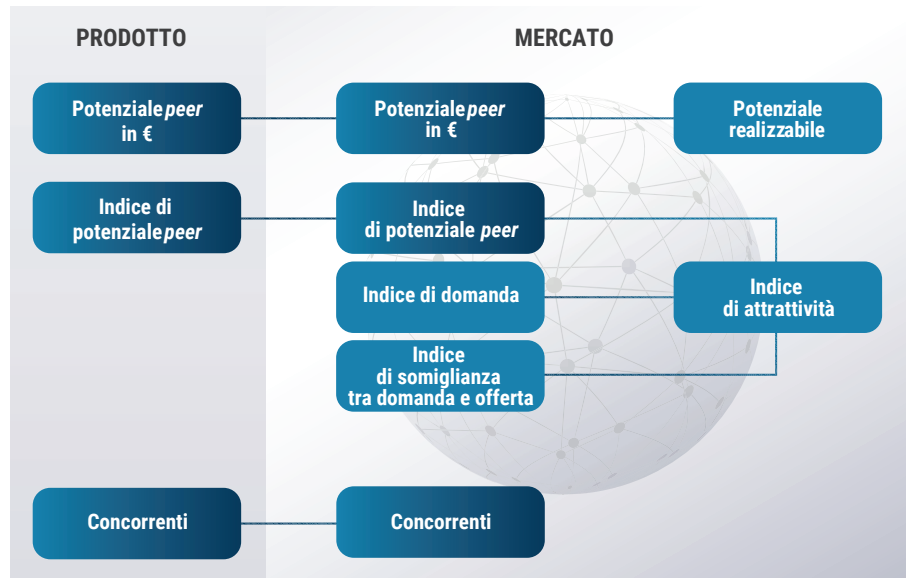 PRODOTTO
MERCATO
Potenziale peer
in €
Potenziale peer
in €
Potenziale
realizzabile
Indice di
potenziale peer
Indice
di potenziale peer
Indice di domanda
Indice
di attrattività
Indice
di somiglianza
tra domanda e offerta
Concorrenti
Concorrenti